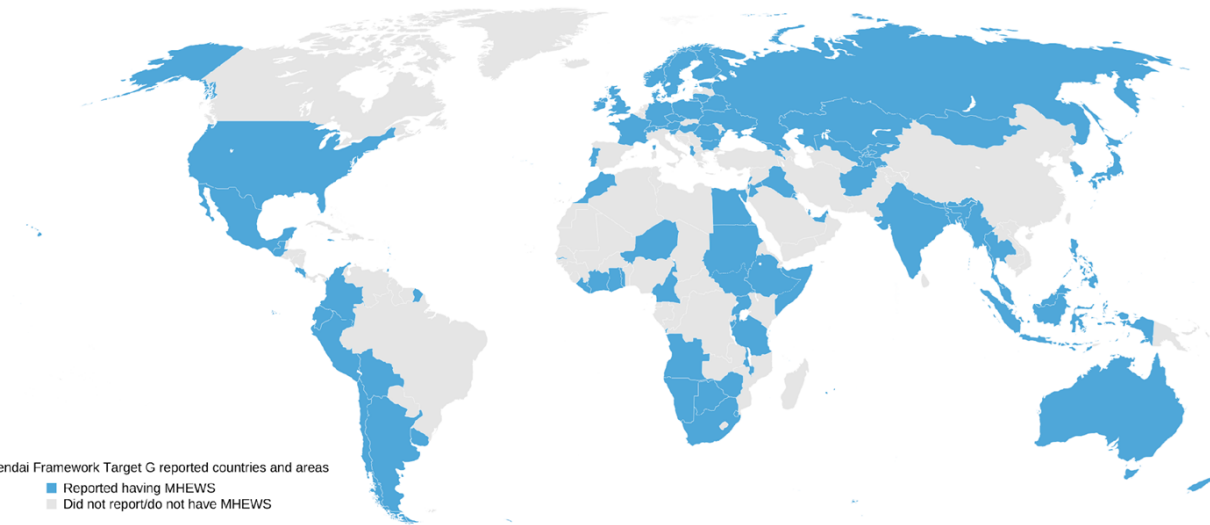 endai Framework Target G reported countries and areas
Reported having MHEWS
Did not report/do not have MHEWS